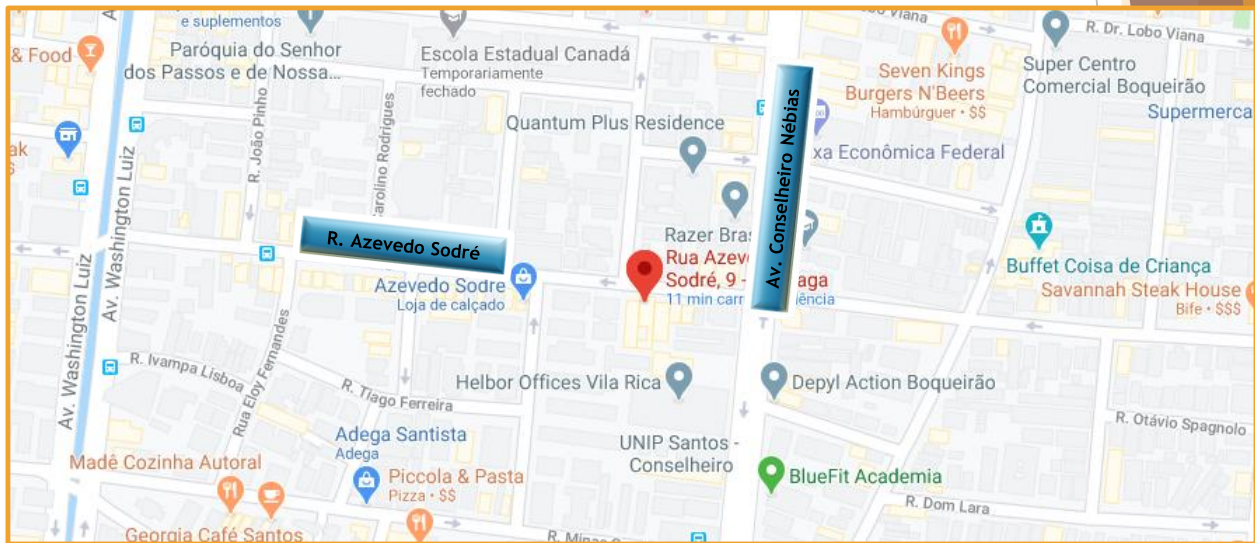 e suplementos
R. Dr. Lobo Viana
Lobo Viana
& Food
Paróquia do Senhor
dos Passos e de Nossa...
Escola Estadual Canadá
Temporariamente
fechado
Seven Kings
Burgers N'Beers
Hambúrguer • $$
Super Centro
Comercial Boqueirão
Supermerca
Av. Washington Luiz
R. João Pinho
Carolino Rodrigues
Quantum Plus Residence
xa Econômica Federal
Av. Conselheiro Nébias
R. Azevedo Sodré
Razer Bras
Rua Azeve
Sodré, 9 -
aga
11 min carr
ência
Azevedo Sodre
Loja de calçado
Buffet Coisa de Criança
Savannah Steak House
Bife • $$$
Av. Washington Luiz
R. Ivampa Lisboa
Rua Eloy Fernandes
R. Tiago Ferreira
Helbor Offices Vila Rica
Depyl Action Boqueirão
R. Otávio Spagnolo
Adega Santista
Adega
UNIP Santos -
Conselheiro
Madê Cozinha Autoral
Piccola & Pasta
Pizza • $$
BlueFit Academia
R. Dom Lara
Georgia Café Santos